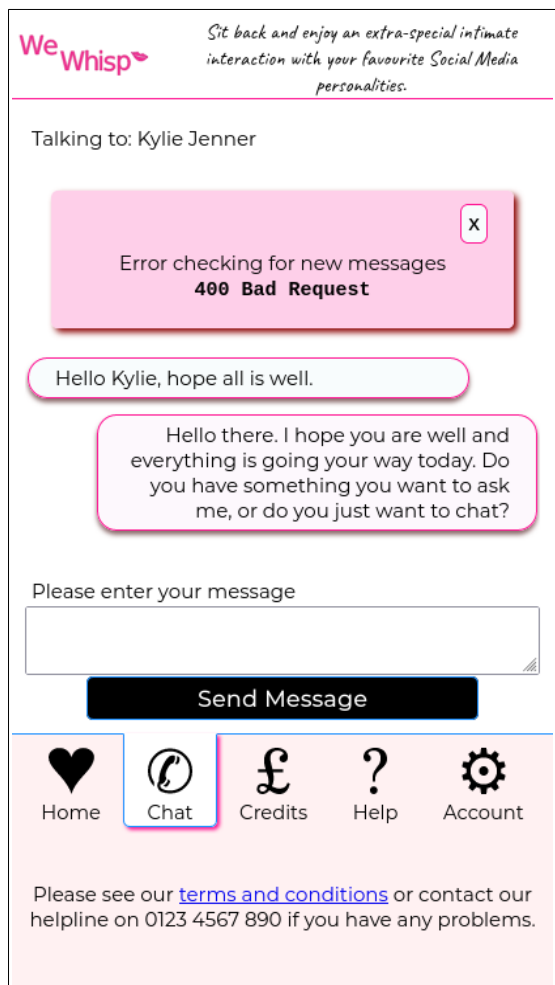 We Whisp
Sit back and enjoy an extra-special intimate
interaction with your favourite Social Media
personalities.
Talking to: Kylie Jenner
X
Error checking for new messages
400 Bad Request
Hello Kylie, hope all is well.
Hello there. I hope you are well and
everything is going your way today. Do
you have something you want to ask
me, or do you just want to chat?
Please enter your message
Send Message
Home Chat Credits Help Account
Please see our terms and conditions or contact our
helpline on 0123 4567 890 if you have any problems.